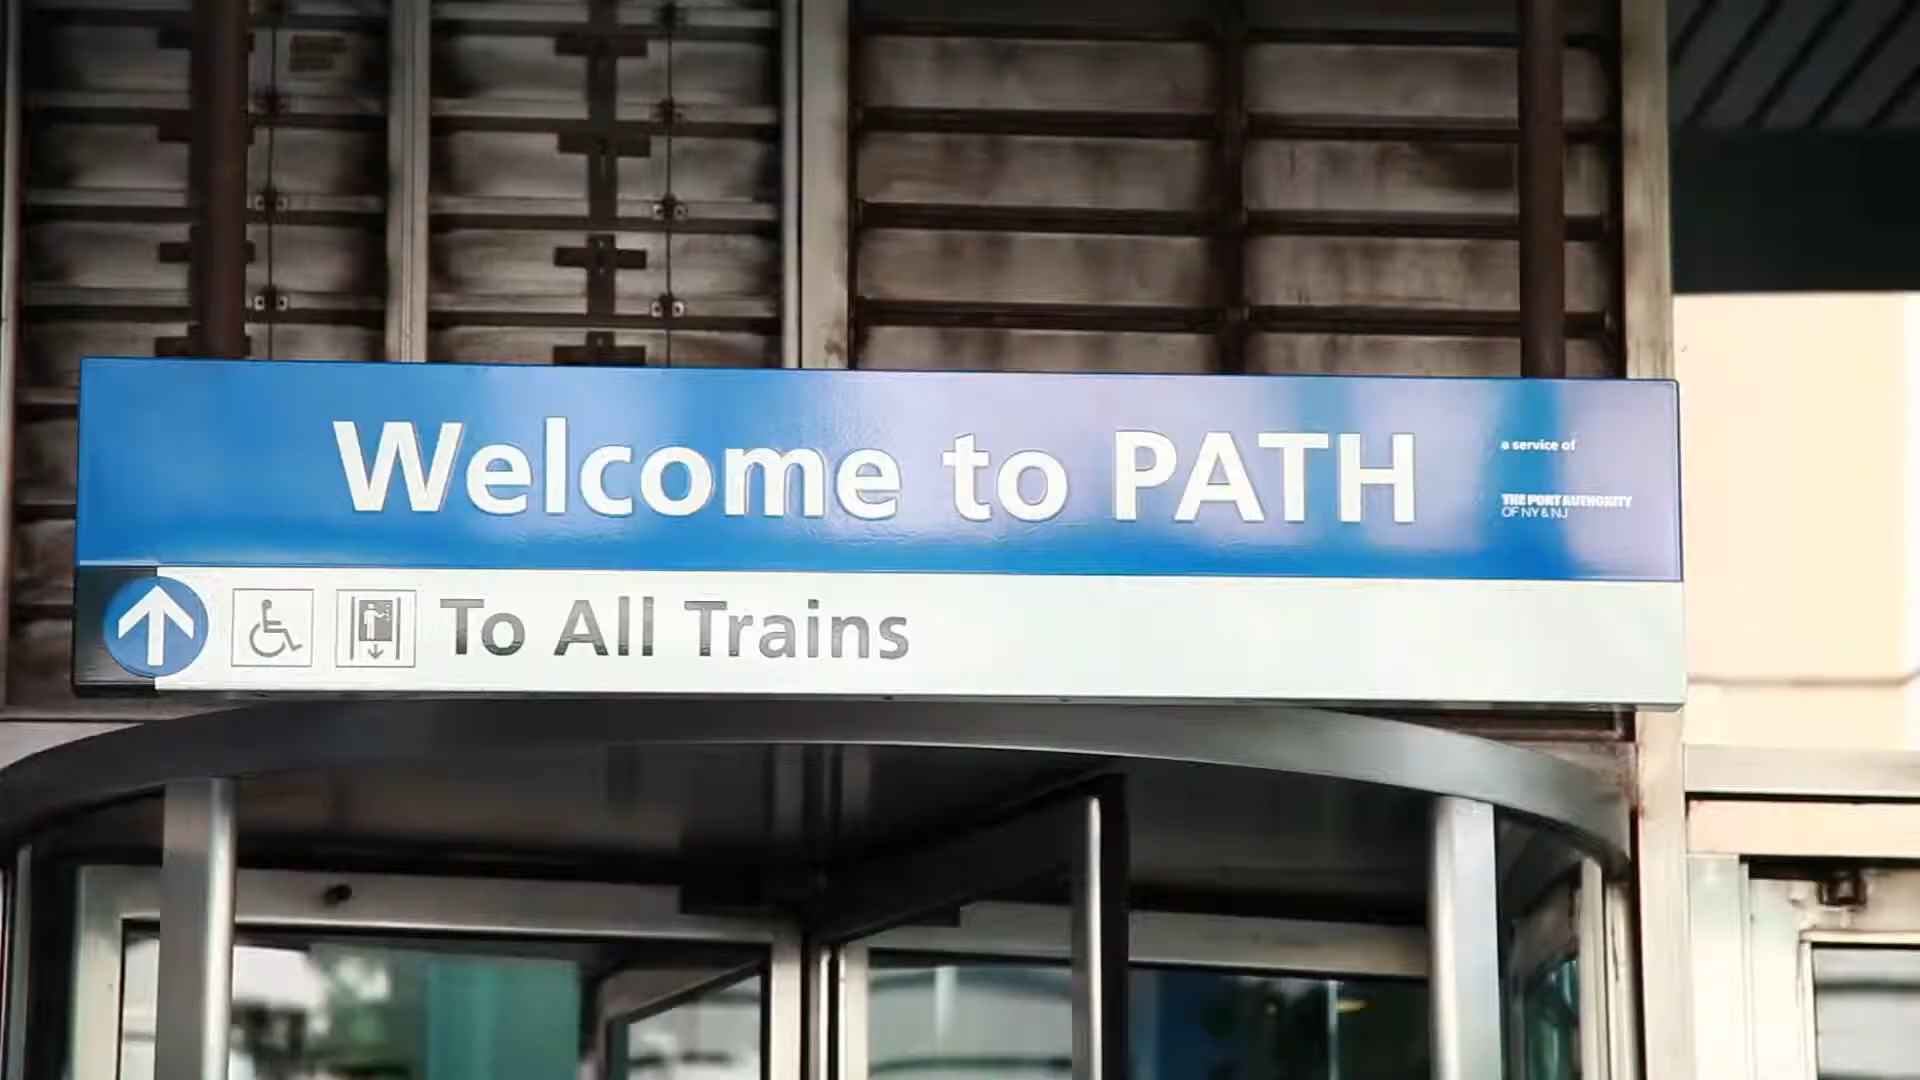 Welcome to PATH
a service of
THE PORT AUTHORITY
OF NY & NJ
To All Trains